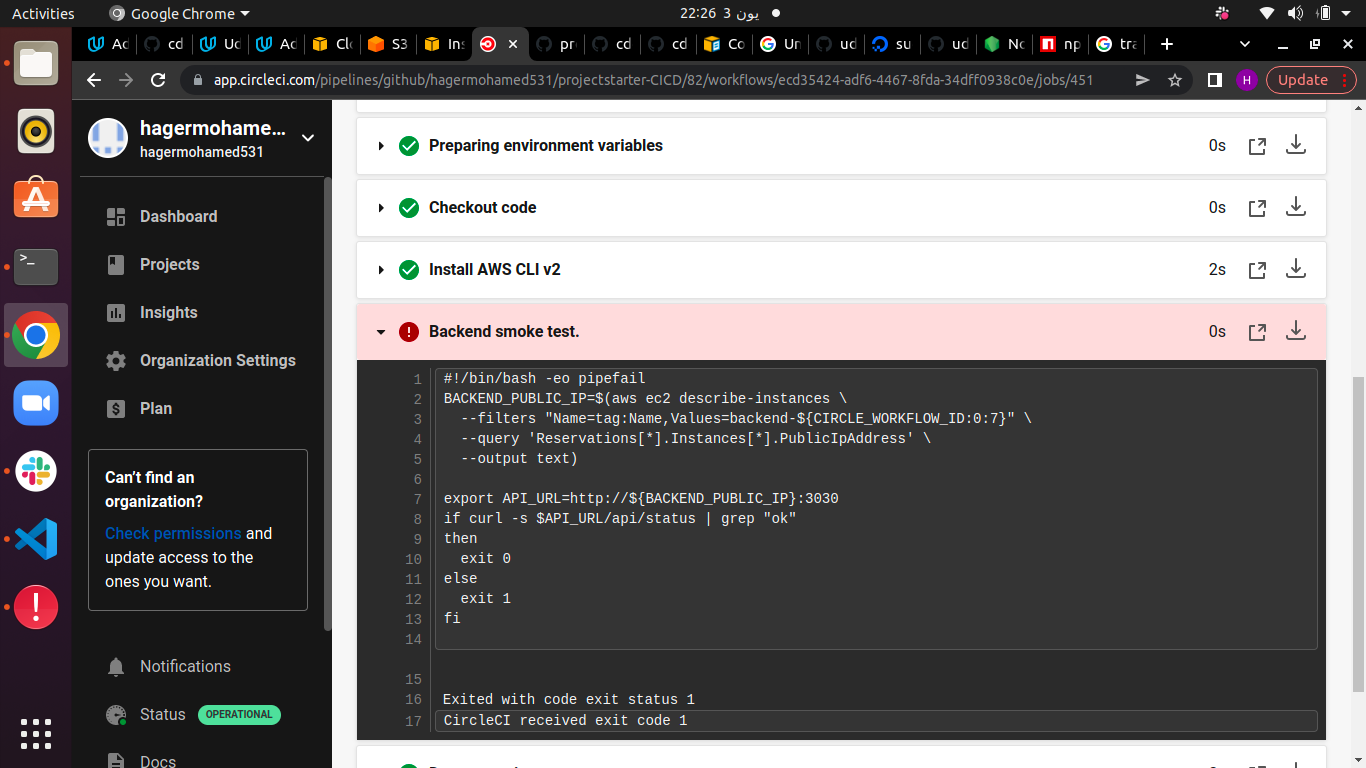 Activities
Google Chrome
22:26 3 يون
Ad
cd
Ud
Ad
Clo
S3
Ins
pr
cd
cd
Co
Un
ud
su
ud
No
np
tra
app.circleci.com/pipelines/github/hagermohamed531/projectstarter-CICD/82/workflows/ecd35424-adf6-4467-8fda-34dff0938c0e/jobs/451
H
Update
hagermohame...
hagermohamed531
Dashboard
Projects
Insights
Organization Settings
Plan
Can’t find an
organization?
Check permissions and
update access to the
ones you want.
Notifications
Status OPERATIONAL
Docs
Preparing environment variables 0s
Checkout code 0s
Install AWS CLI v2 2s
Backend smoke test. 0s
1 #!/bin/bash -eo pipefail
2 BACKEND_PUBLIC_IP=$(aws ec2 describe-instances \
3 --filters "Name=tag:Name,Values=backend-${CIRCLE_WORKFLOW_ID:0:7}" \
4 --query 'Reservations[*].Instances[*].PublicIpAddress' \
5 --output text)
6
7 export API_URL=http://${BACKEND_PUBLIC_IP}:3030
8 if curl -s $API_URL/api/status | grep "ok"
9 then
10 exit 0
11 else
12 exit 1
13 fi
14
15
16 Exited with code exit status 1
17 CircleCI received exit code 1